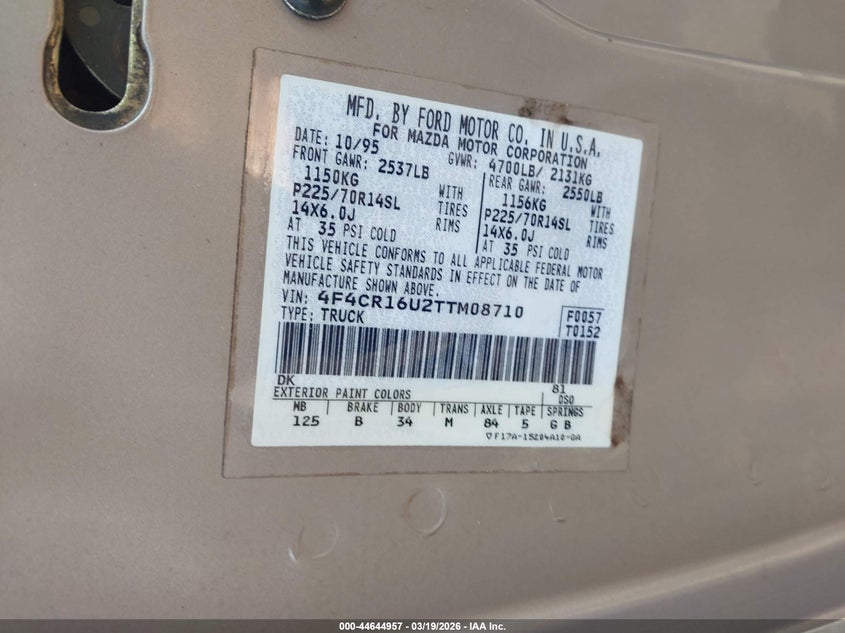 MFD. BY FORD MOTOR CO. IN U.S.A.
FOR MAZDA MOTOR CORPORATION
DATE: 10/95 GVWR: 4700LB/ 2131KG
FRONT GAWR: 2537LB REAR GAWR: 2550LB
1150KG WITH 1156KG WITH
P225/70R14SL TIRES P225/70R14SL TIRES
14X6.0J RIMS 14X6.0J RIMS
AT 35 PSI COLD AT 35 PSI COLD
THIS VEHICLE CONFORMS TO ALL APPLICABLE FEDERAL MOTOR
VEHICLE SAFETY STANDARDS IN EFFECT ON THE DATE OF
MANUFACTURE SHOWN ABOVE.
VIN: 4F4CR16U2TTM08710 F0057
TYPE: TRUCK T0152
DK 81
EXTERIOR PAINT COLORS DSO
WB BRAKE BODY TRANS AXLE TAPE SPRINGS
125 B 34 M 84 5 G B
F17A-15204A10-GA
000-44644957 — 03/19/2026 — IAA Inc.